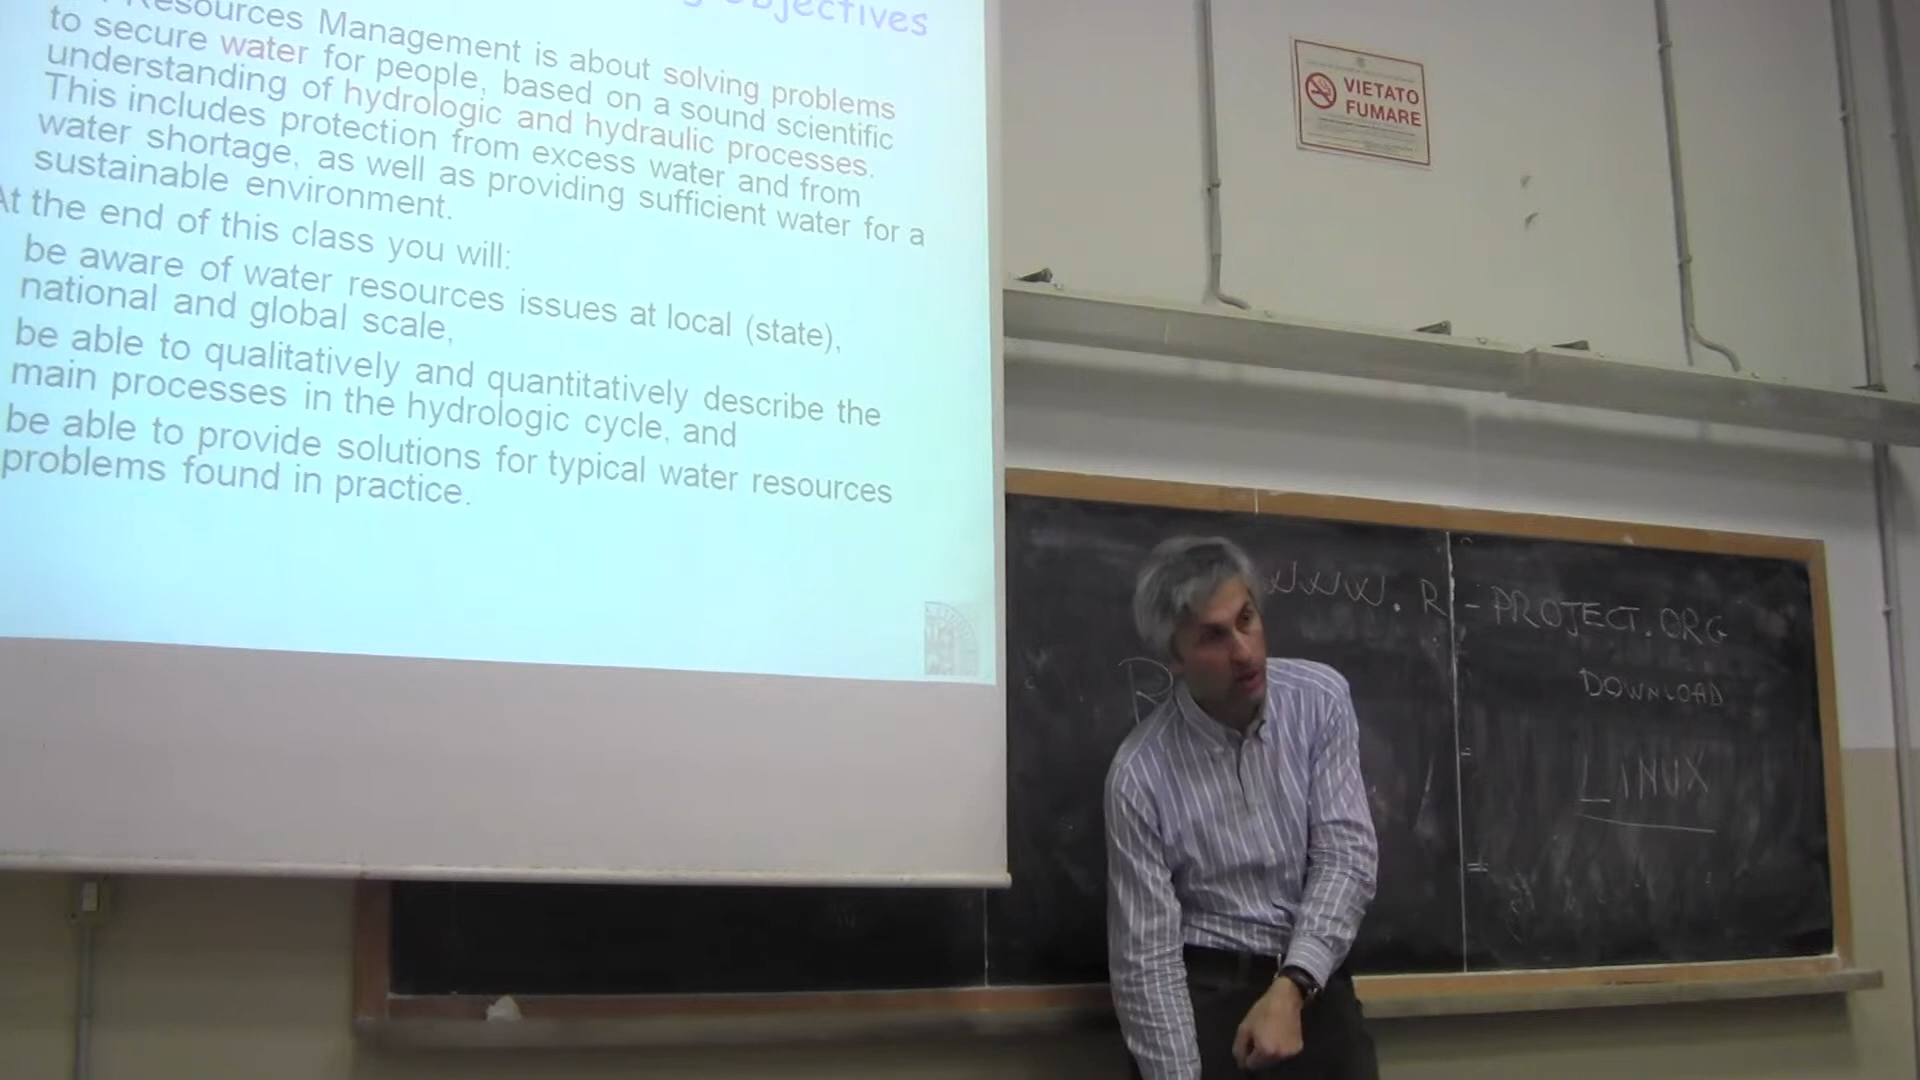 Objectives
Resources Management is about solving problems
to secure water for people, based on a sound scientific
understanding of hydrologic and hydraulic processes.
This includes protection from excess water and from
water shortage, as well as providing sufficient water for a
sustainable environment.
At the end of this class you will:
be aware of water resources issues at local (state),
national and global scale,
be able to qualitatively and quantitatively describe the
main processes in the hydrologic cycle, and
be able to provide solutions for typical water resources
problems found in practice.
VIETATO
FUMARE
WWW.R-PROJECT.ORG
R
DOWNLOAD
LINUX